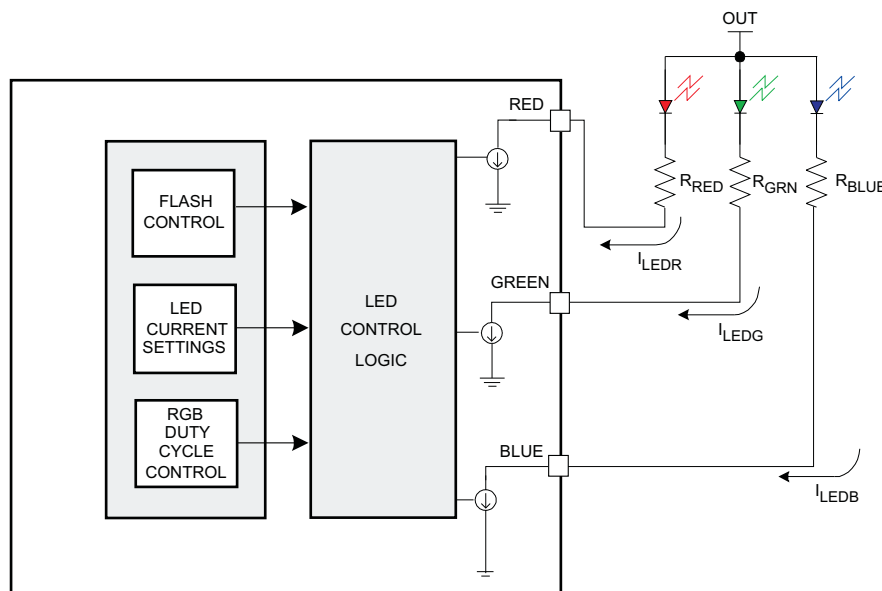 OUT
RED
R_RED
R_GRN
R_BLUE
FLASH
CONTROL
I_LEDR
GREEN
LED
CURRENT
SETTINGS
LED
CONTROL
LOGIC
I_LEDG
RGB
DUTY
CYCLE
CONTROL
BLUE
I_LEDB